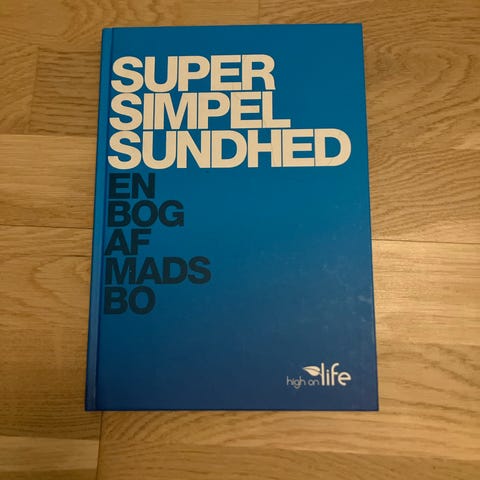 SUPER
SIMPEL
SUNDHED
EN
BOG
AF
MADS
BO
high on life